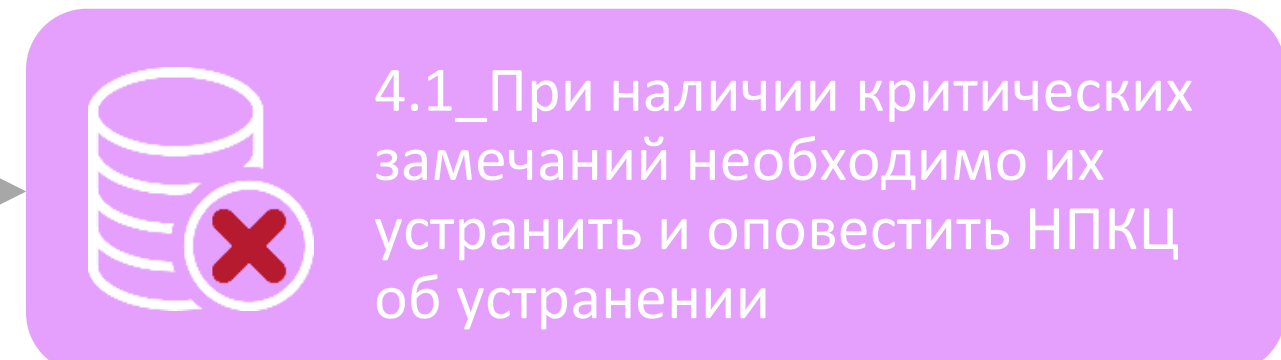 4.1_При наличии критических
замечаний необходимо их
устранить и оповестить НПКЦ
об устранении